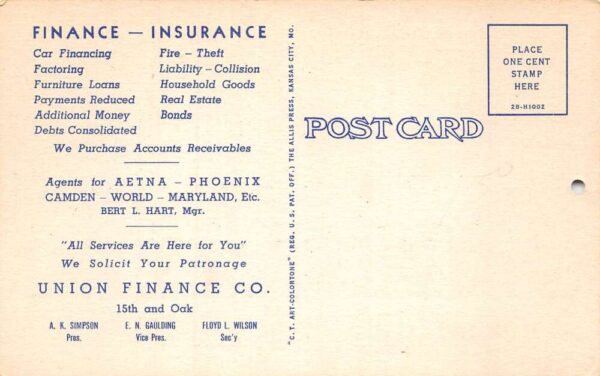 FINANCE — INSURANCE
Car Financing Fire – Theft
Factoring Liability – Collision
Furniture Loans Household Goods
Payments Reduced Real Estate
Additional Money Bonds
Debts Consolidated
We Purchase Accounts Receivables
Agents for AETNA – PHOENIX
CAMDEN – WORLD – MARYLAND, Etc.
BERT L. HART, Mgr.
"All Services Are Here for You"
We Solicit Your Patronage
UNION FINANCE CO.
15th and Oak
A. K. SIMPSON E. N. GAULDING FLOYD L. WILSON
Pres. Vice Pres. Sec'y
"C.T. ART-COLORTONE" (REG. U. S. PAT. OFF.) THE ALLIS PRESS, KANSAS CITY, MO.
POST CARD
PLACE
ONE CENT
STAMP
HERE
2B-H1002